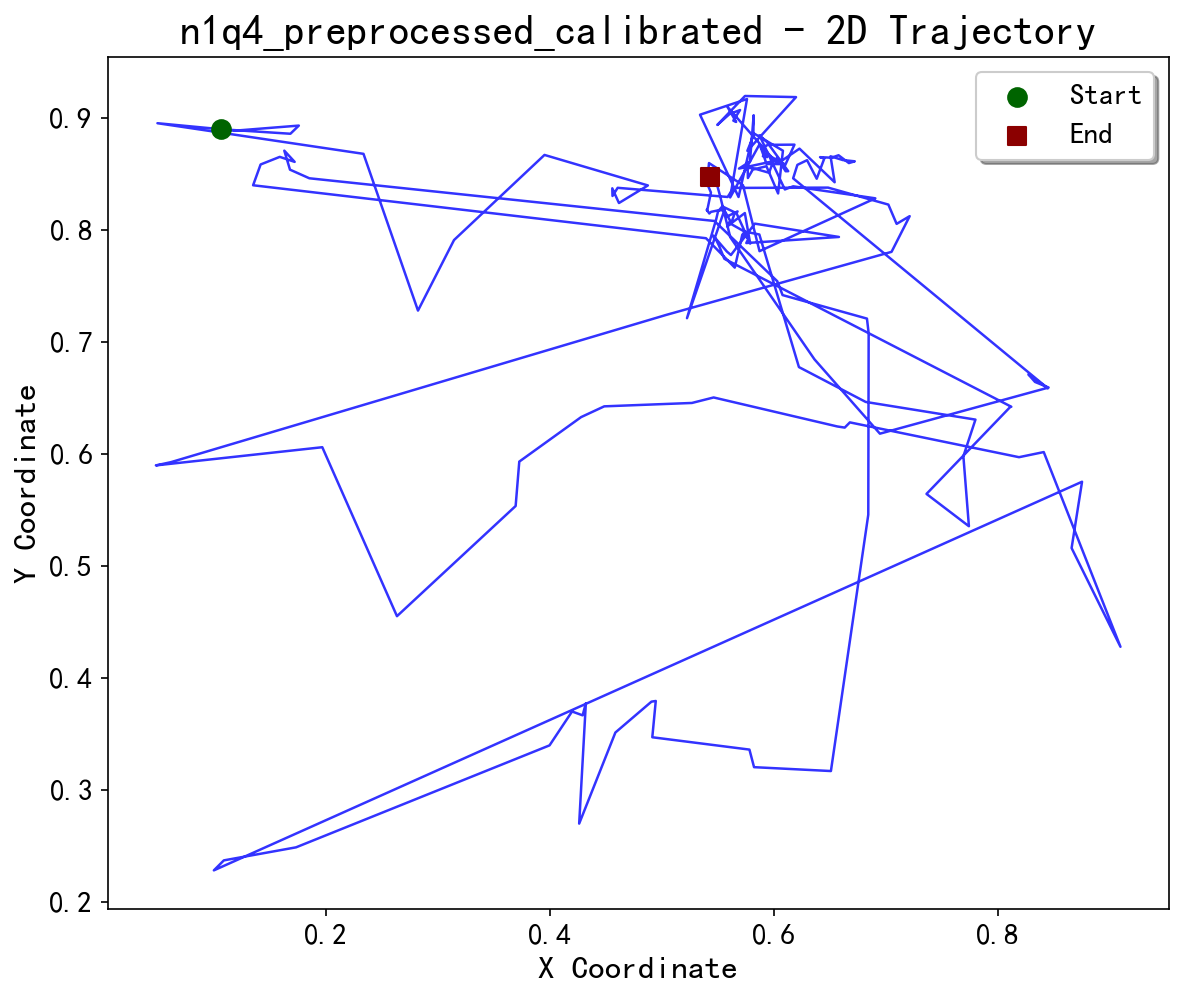 n1q4_preprocessed_calibrated - 2D Trajectory
Start
End
0.9
0.8
0.7
0.6
0.5
0.4
0.3
0.2
Y Coordinate
0.2 0.4 0.6 0.8
X Coordinate